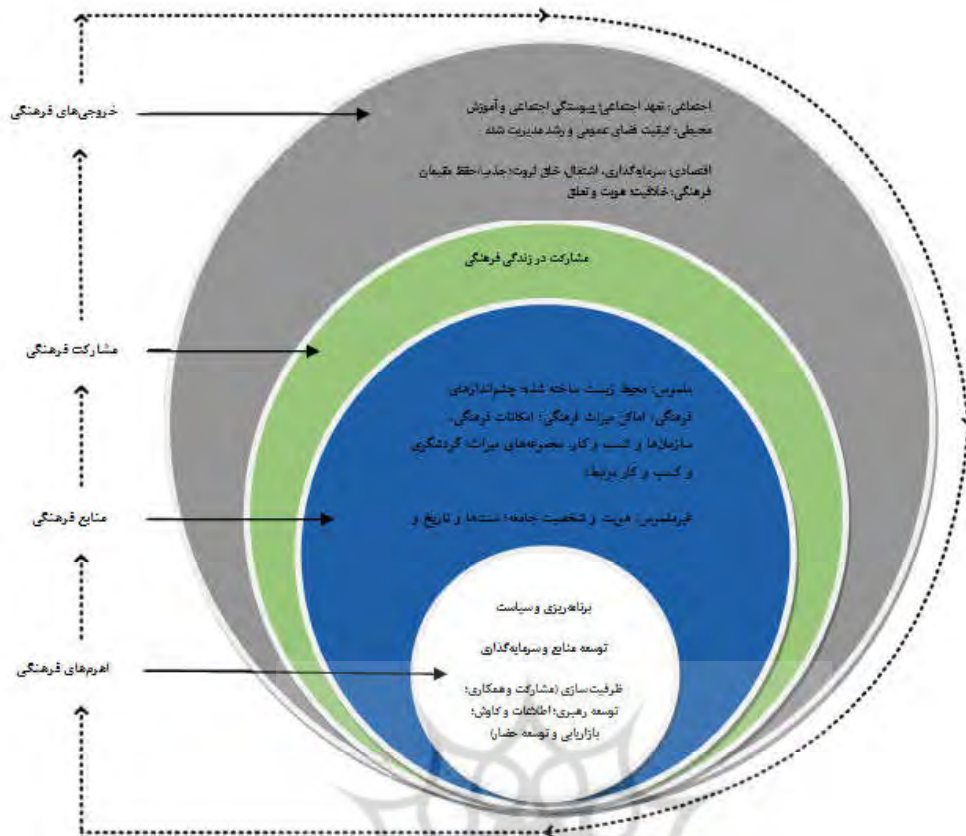 خروجی‌های فرهنگی
اجتماعی: تعهد اجتماعی؛ پیوستگی اجتماعی و آموزش
محیطی: کیفیت فضای عمومی و رشد مدیریت شده
اقتصادی: سرمایه‌گذاری، اشتغال، خلق ثروت؛ جذب/حفظ مقیمان
فرهنگی: خلاقیت؛ هویت و تعلق
مشارکت در زندگی فرهنگی
مشارکت فرهنگی
ملموس: محیط زیست ساخته شده؛ چشم‌اندازهای
فرهنگی؛ اماکن میراث فرهنگی؛ امکانات فرهنگی،
سازمان‌ها و کسب و کار، مجموعه‌های میراث؛ گردشگری
و کسب و کار مرتبط؛
منابع فرهنگی
غیرملموس: هویت و شخصیت جامعه؛ سنت‌ها و تاریخ و
برنامه‌ریزی و سیاست
توسعه منابع و سرمایه‌گذاری
اهرم‌های فرهنگی
ظرفیت سازی (مشارکت و همکاری؛
توسعه رهبری؛ اطلاعات و کاوش؛
بازاریابی و توسعه حضار)